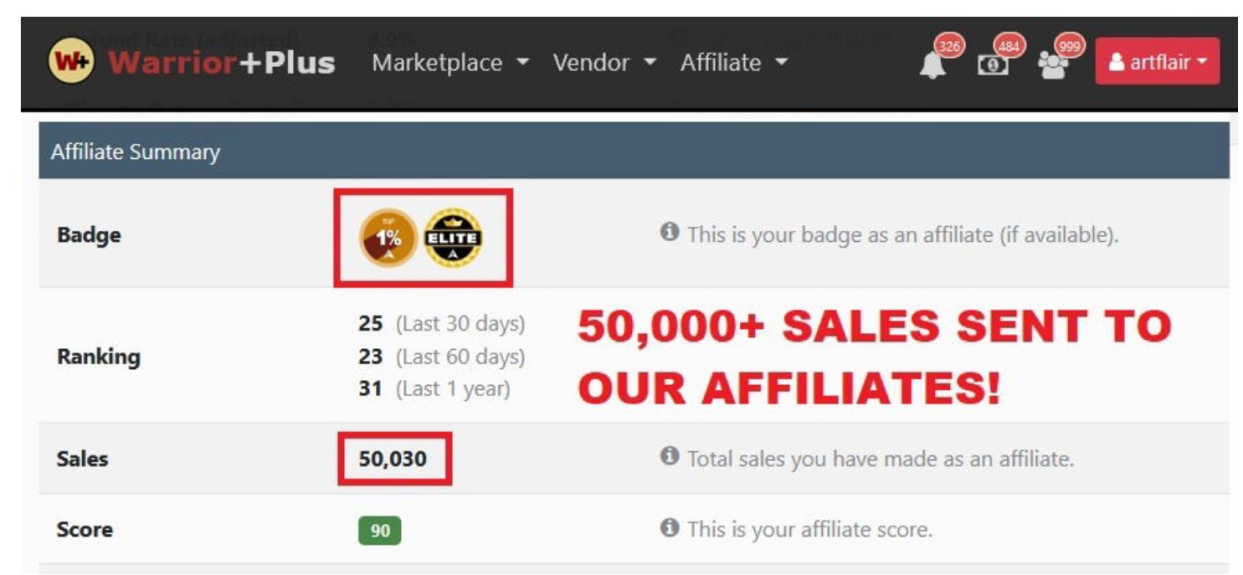 Warrior+Plus Marketplace Vendor Affiliate 326 484 999 artflair
Affiliate Summary
Badge TOP 1% A ELITE A This is your badge as an affiliate (if available).
25 (Last 30 days)
Ranking 23 (Last 60 days)
31 (Last 1 year)
50,000+ SALES SENT TO
OUR AFFILIATES!
Sales 50,030 Total sales you have made as an affiliate.
Score 90 This is your affiliate score.